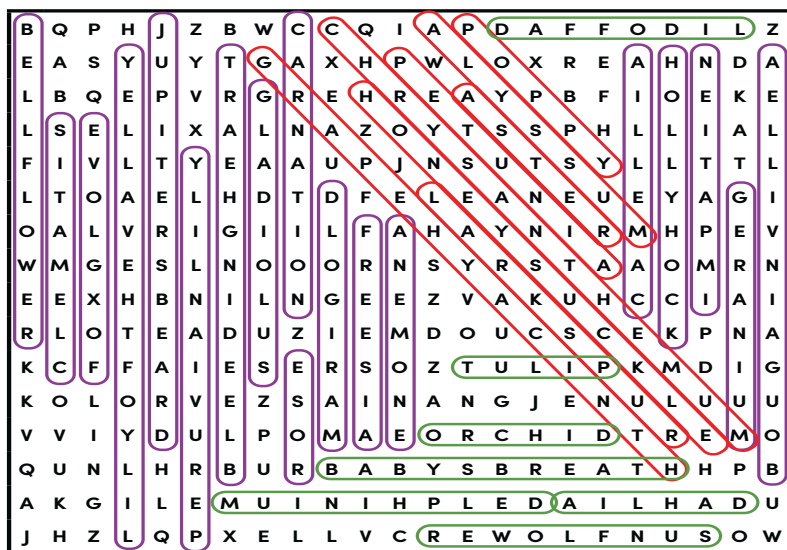 B Q P H J Z B W C C Q I A P D A F F O D I L Z
E A S Y U Y T G A X H P W L O X R E A H N D A
L B Q E P V R G R E H R E A Y P B F I O E K E
L S E L I X A L N A Z O Y T S S P H L L I A L
F I V L T Y E A A U P J N S U T S Y L L T T L
L T O A E L H D T D F E L E A N E U E Y A G I
O A L V R I G I I L F A H A Y N I R M H P E V
W M G E S L N O O O R N S Y R S T A A O M R N
E E X H B N I L N G E E Z V A K U H C C I A I
R L O T E A D U Z I E M D O U C S C E K P N A
K C F F A I E S E R S O Z T U L I P K M D I G
K O L O R V E Z S A I N A N G J E N U L U U U
V V I Y D U L P O M A E O R C H I D T R E M O
Q U N L H R B U R B A B Y S B R E A T H H P B
A K G I L E M U I N I H P L E D A I L H A D U
J H Z L Q P X E L L V C R E W O L F N U S O W